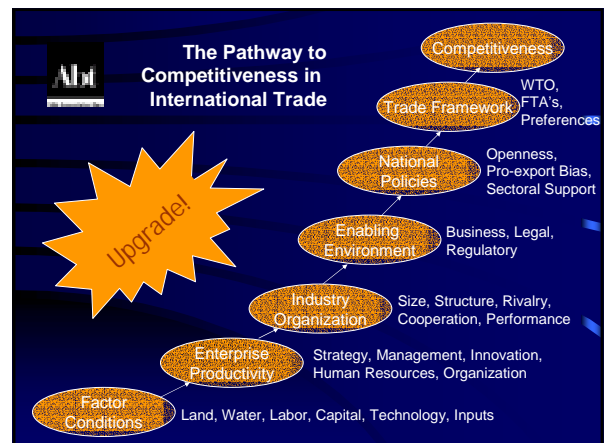 The Pathway to
Competitiveness in
International Trade
Abt
Competitiveness
Trade Framework
WTO,
FTA's,
Preferences
National
Policies
Openness,
Pro-export Bias,
Sectoral Support
Upgrade!
Enabling
Environment
Business, Legal,
Regulatory
Industry
Organization
Size, Structure, Rivalry,
Cooperation, Performance
Enterprise
Productivity
Strategy, Management, Innovation,
Human Resources, Organization
Factor
Conditions
Land, Water, Labor, Capital, Technology, Inputs